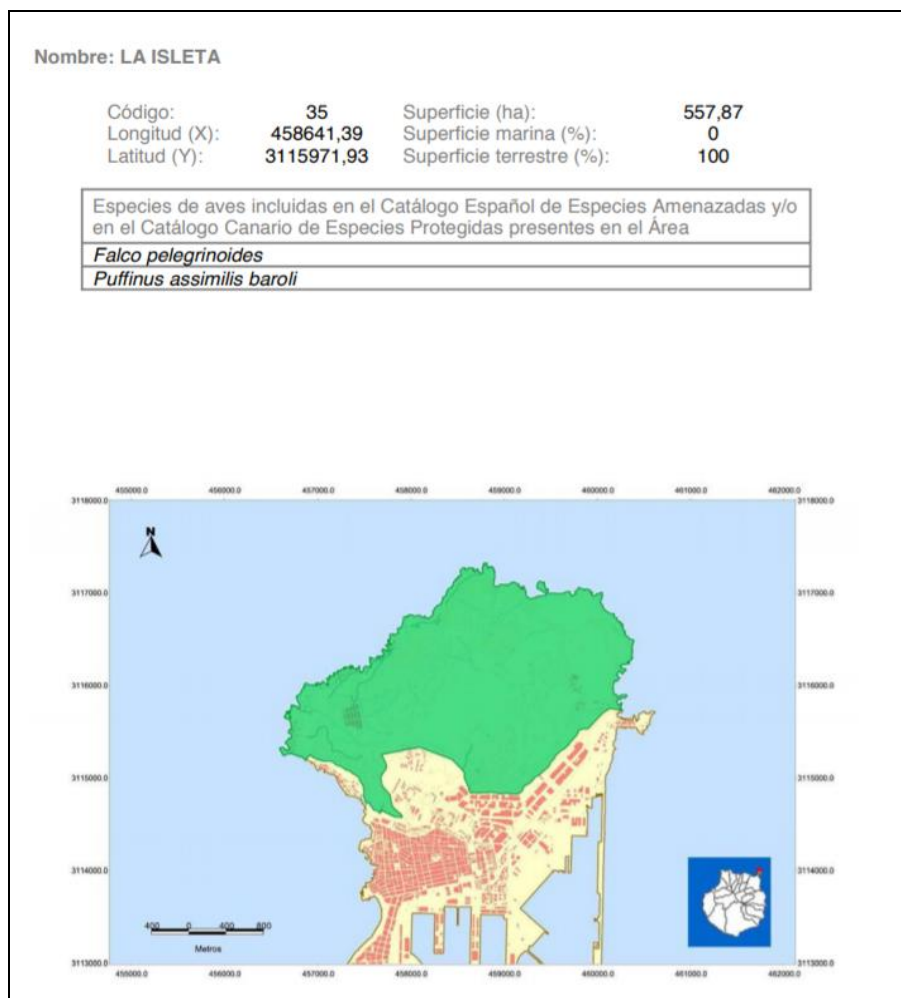 Nombre: LA ISLETA
Código: 35 Superficie (ha): 557,87
Longitud (X): 458641,39 Superficie marina (%): 0
Latitud (Y): 3115971,93 Superficie terrestre (%): 100
Especies de aves incluidas en el Catálogo Español de Especies Amenazadas y/o
en el Catálogo Canario de Especies Protegidas presentes en el Área
Falco pelegrinoides
Puffinus assimilis baroli
455000.0 456000.0 457000.0 458000.0 459000.0 460000.0 461000.0 462000.0
3118000.0 3118000.0
N
3117000.0 3117000.0
3116000.0 3116000.0
3115000.0 3115000.0
3114000.0 3114000.0
400 0 400 800
Metros
3113000.0 3113000.0
455000.0 456000.0 457000.0 458000.0 459000.0 460000.0 461000.0 462000.0